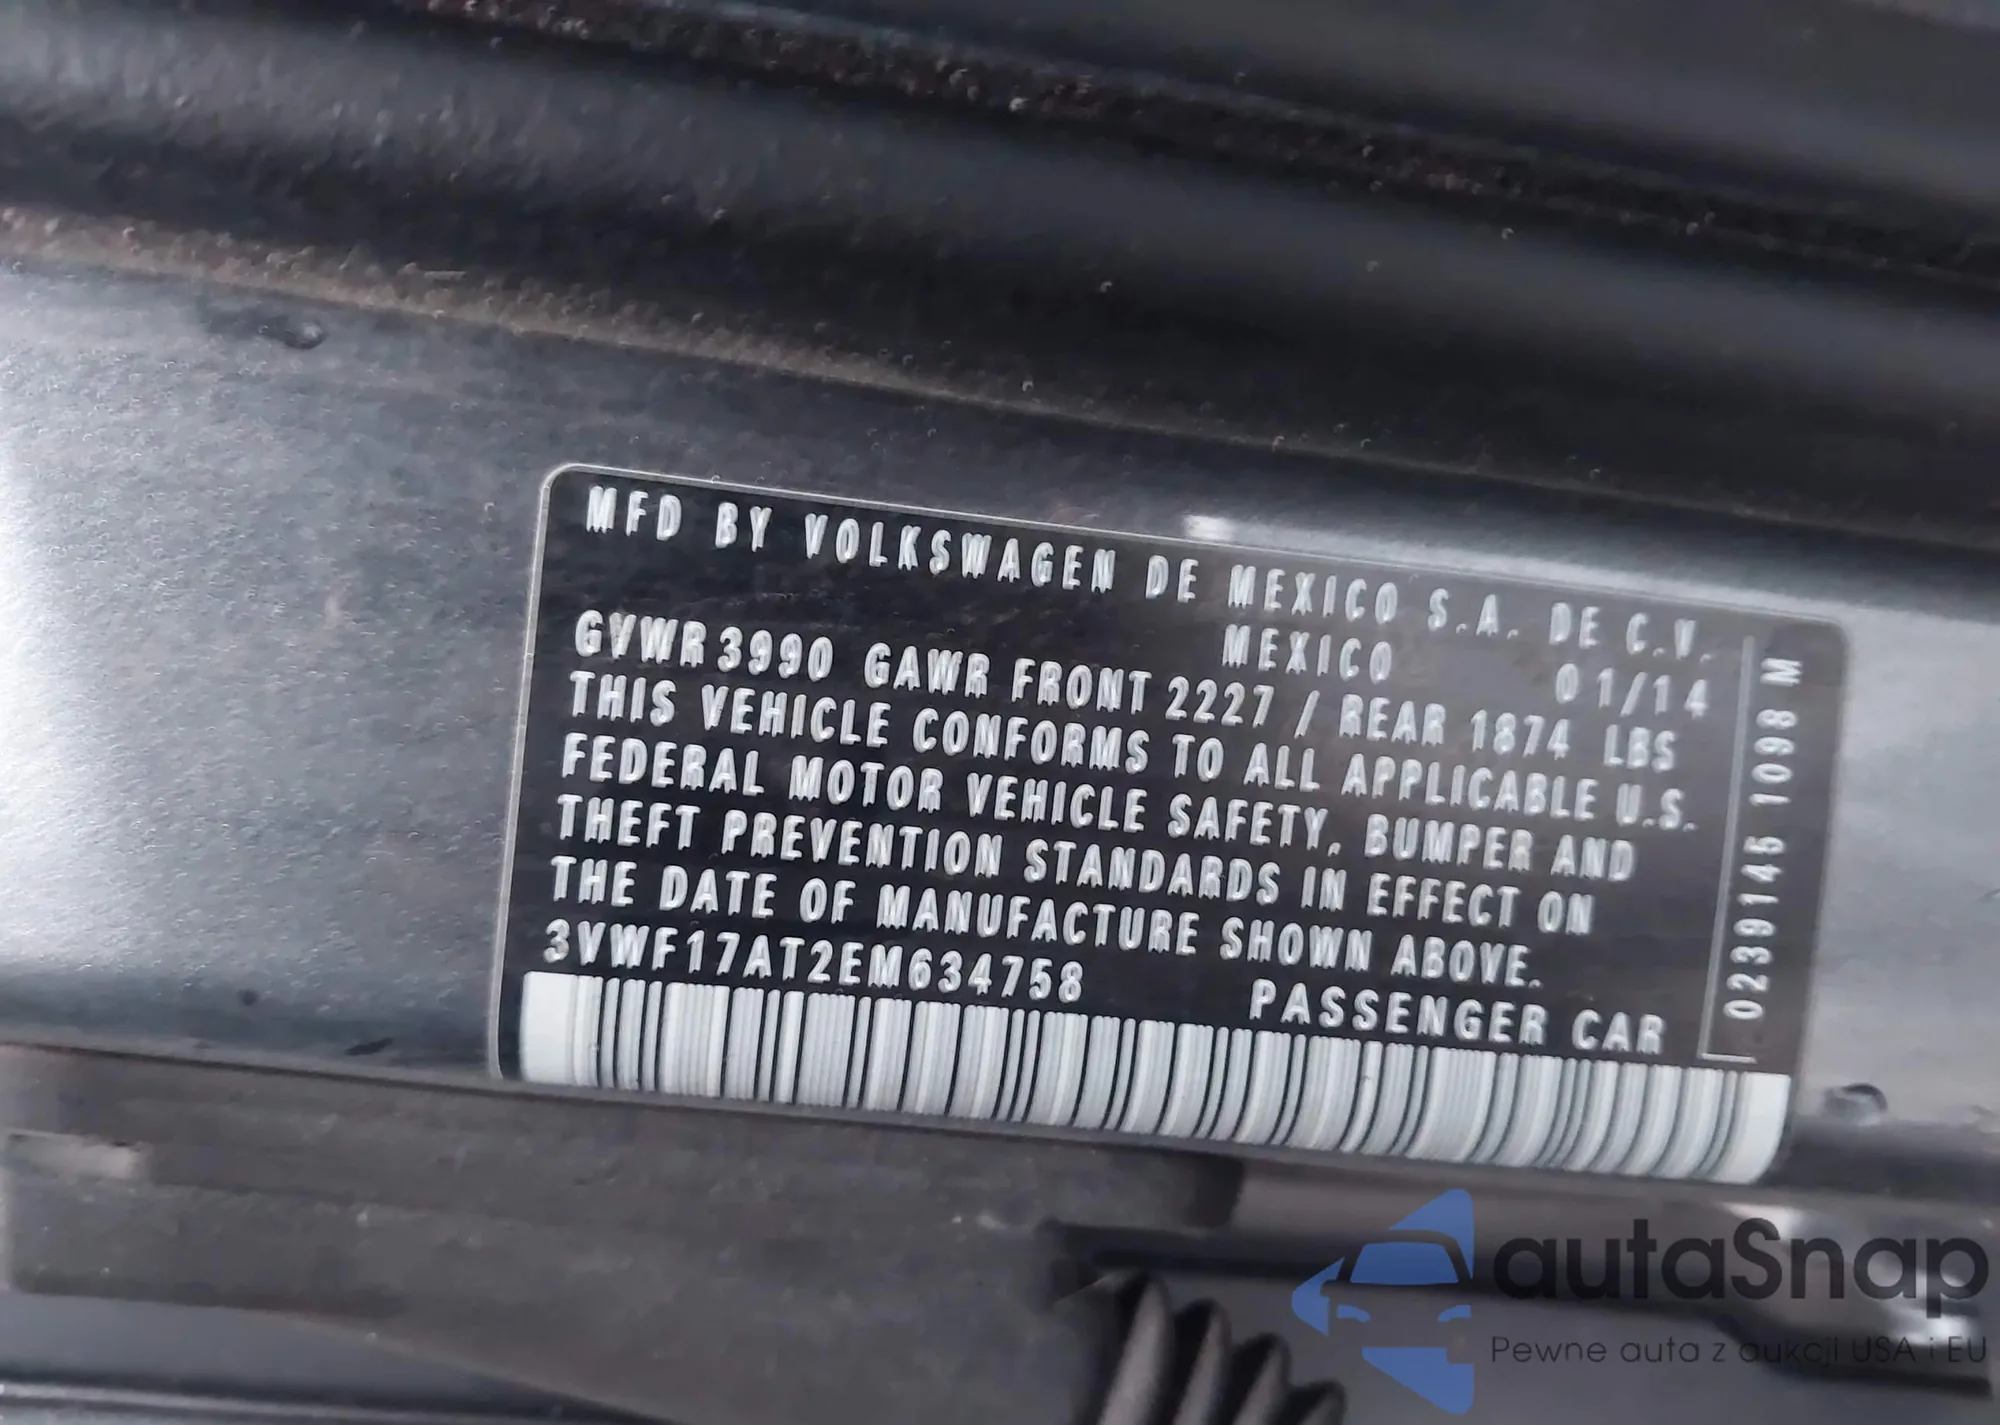 MFD BY VOLKSWAGEN DE MEXICO S.A. DE C.V.
MEXICO 01/14
GVWR 3990 GAWR FRONT 2227 / REAR 1874 LBS
THIS VEHICLE CONFORMS TO ALL APPLICABLE U.S.
FEDERAL MOTOR VEHICLE SAFETY, BUMPER AND
THEFT PREVENTION STANDARDS IN EFFECT ON
THE DATE OF MANUFACTURE SHOWN ABOVE.
3VWF17AT2EM634758 PASSENGER CAR
0239145 1098 M
autaSnap
Pewne auta z aukcji USA i EU